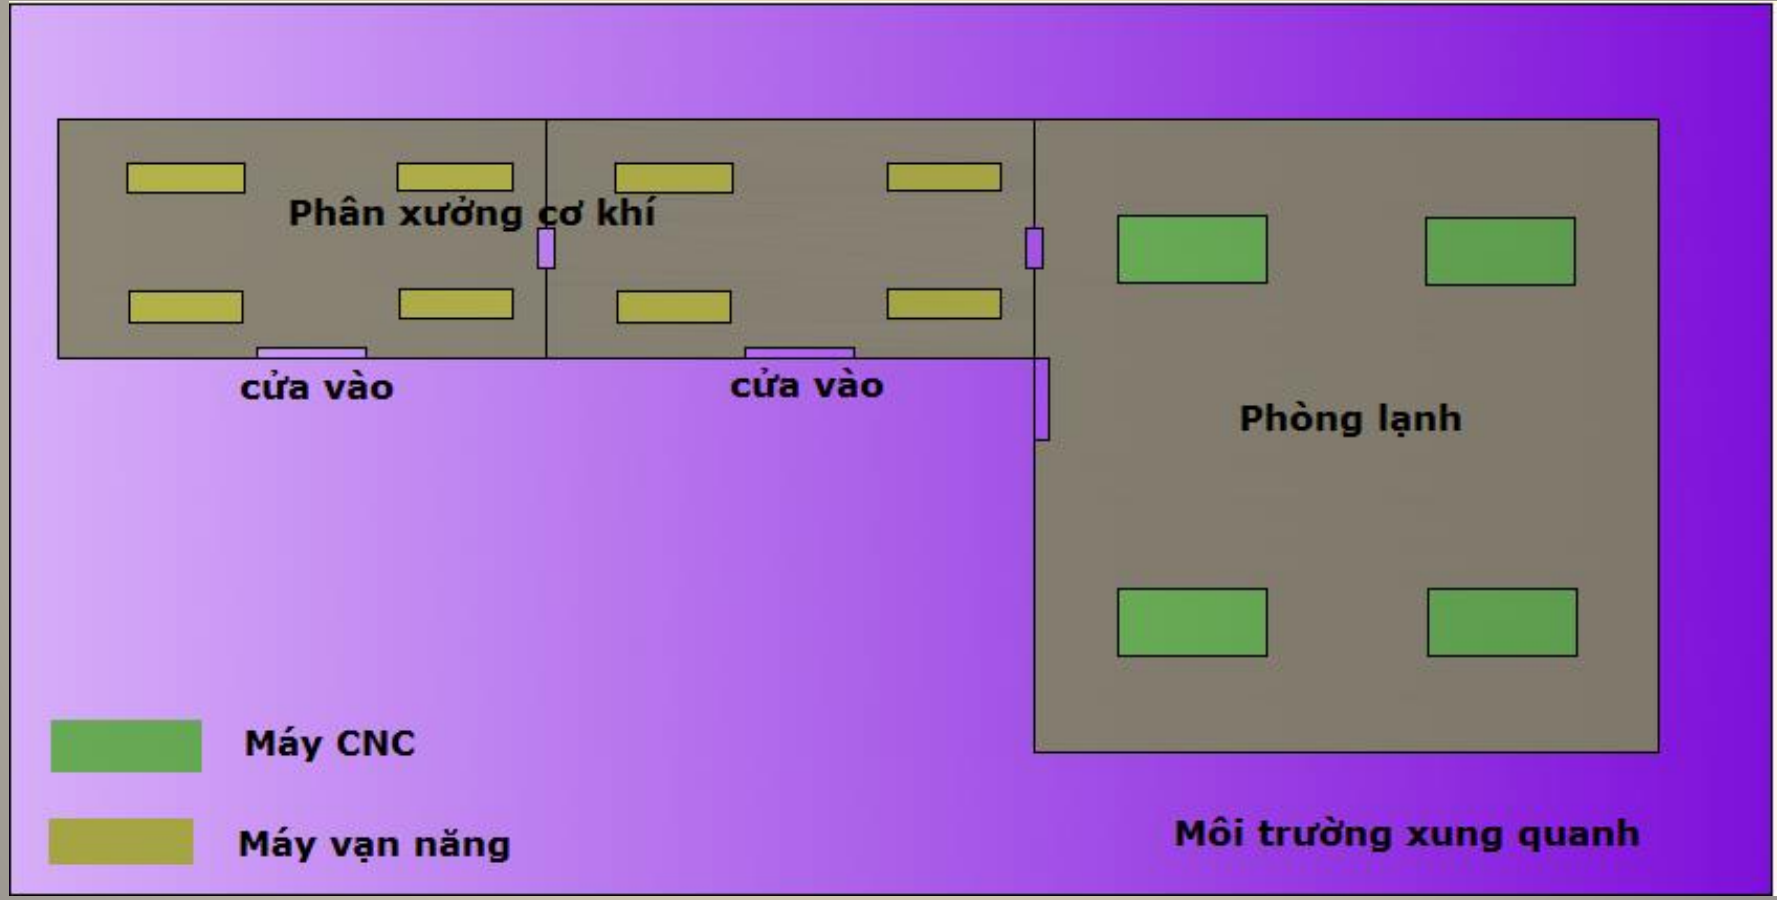 Phân xưởng cơ khí
cửa vào
cửa vào
Phòng lạnh
Máy CNC
Máy vạn năng
Môi trường xung quanh